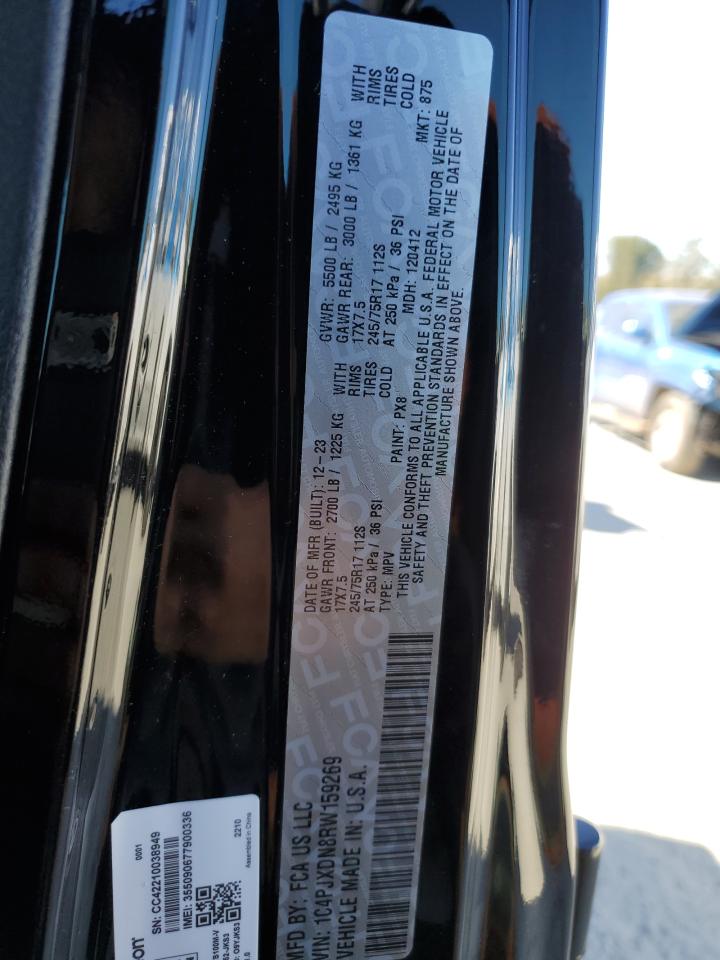 MFD BY: FCA US LLC
DATE OF MFR (BUILT): 12-23
GVWR: 5500 LB / 2495 KG
GAWR FRONT: 2700 LB / 1225 KG WITH
GAWR REAR: 3000 LB / 1361 KG WITH
17X7.5 RIMS
17X7.5 RIMS
245/75R17 112S TIRES
245/75R17 112S TIRES
AT 250 kPa / 36 PSI COLD
AT 250 kPa / 36 PSI COLD
VIN: 1C4PJXDN8RW159269
TYPE: MPV
PAINT: PX8
MDH: 120412
MKT: 875
VEHICLE MADE IN: U.S.A.
THIS VEHICLE CONFORMS TO ALL APPLICABLE U.S.A. FEDERAL MOTOR VEHICLE
SAFETY AND THEFT PREVENTION STANDARDS IN EFFECT ON THE DATE OF
MANUFACTURE SHOWN ABOVE.
0001
SN: CC42210038949
IMEI: 355090677900336
2210
Assembled in China